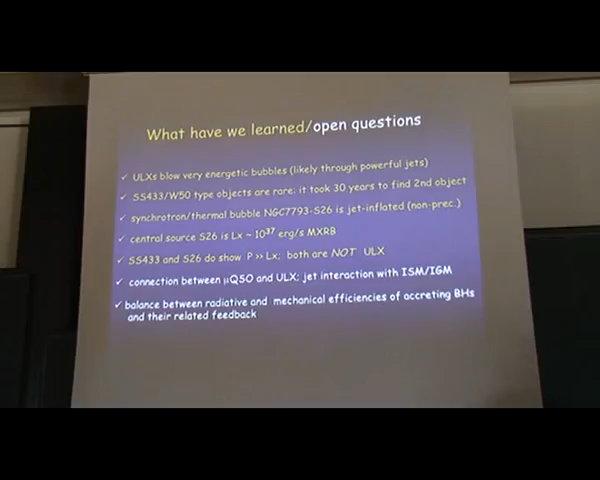 What have we learned/open questions
✓ ULXs blow very energetic bubbles (likely through powerful jets)
✓ SS433/W50 type objects are rare: it took 30 years to find 2nd object
✓ synchrotron/thermal bubble NGC7793-S26 is jet-inflated (non-prec.)
✓ central source S26 is Lx ~ 10³⁷ erg/s MXRB
✓ SS433 and S26 do show P >> Lx; both are NOT ULX
✓ connection between μQSO and ULX; jet interaction with ISM/IGM
✓ balance between radiative and mechanical efficiencies of accreting BHs
and their related feedback